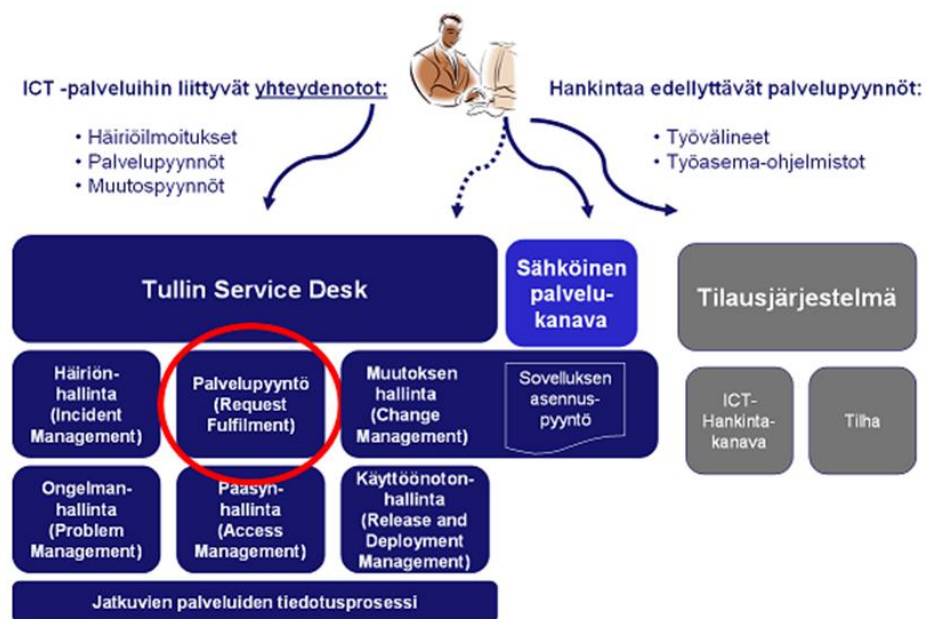 ICT -palveluihin liittyvät yhteydenotot:
• Häiriöilmoitukset
• Palvelupyynnöt
• Muutospyynnöt
Hankintaa edellyttävät palvelupyynnöt:
• Työvälineet
• Työasema-ohjelmistot
Tullin Service Desk
Sähköinen
palvelu-
kanava
Tilausjärjestelmä
Häiriön-
hallinta
(Incident
Management)
Palvelupyyntö
(Request
Fulfilment)
Muutoksen
hallinta
(Change
Management)
Sovelluksen
asennus-
pyyntö
ICT-
Hankinta-
kanava
Tilha
Ongelman-
hallinta
(Problem
Management)
Pääsyn-
hallinta
(Access
Management)
Käyttöönoton-
hallinta
(Release and
Deployment
Management)
Jatkuvien palveluiden tiedotusprosessi